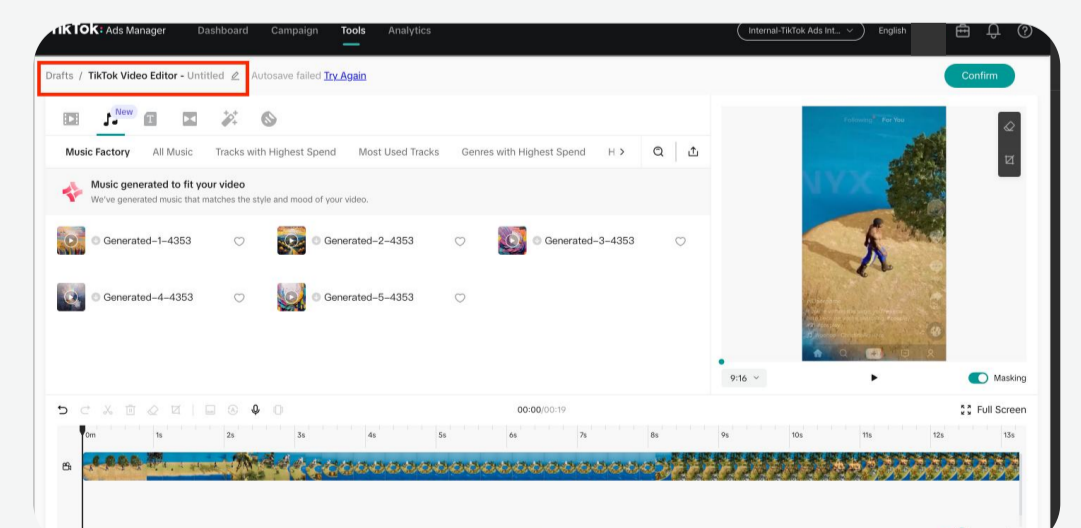 TikTok: Ads Manager Dashboard Campaign Tools Analytics Internal-TikTok Ads Int... English
Drafts / TikTok Video Editor - Untitled Autosave failed Try Again Confirm
New
Music Factory All Music Tracks with Highest Spend Most Used Tracks Genres with Highest Spend H
Music generated to fit your video
We've generated music that matches the style and mood of your video.
Generated-1-4353 Generated-2-4353 Generated-3-4353
Generated-4-4353 Generated-5-4353
Following For You
NYX
9:16 Masking
00:00/00:19 Full Screen
0m 1s 2s 3s 4s 5s 6s 7s 8s 9s 10s 11s 12s 13s